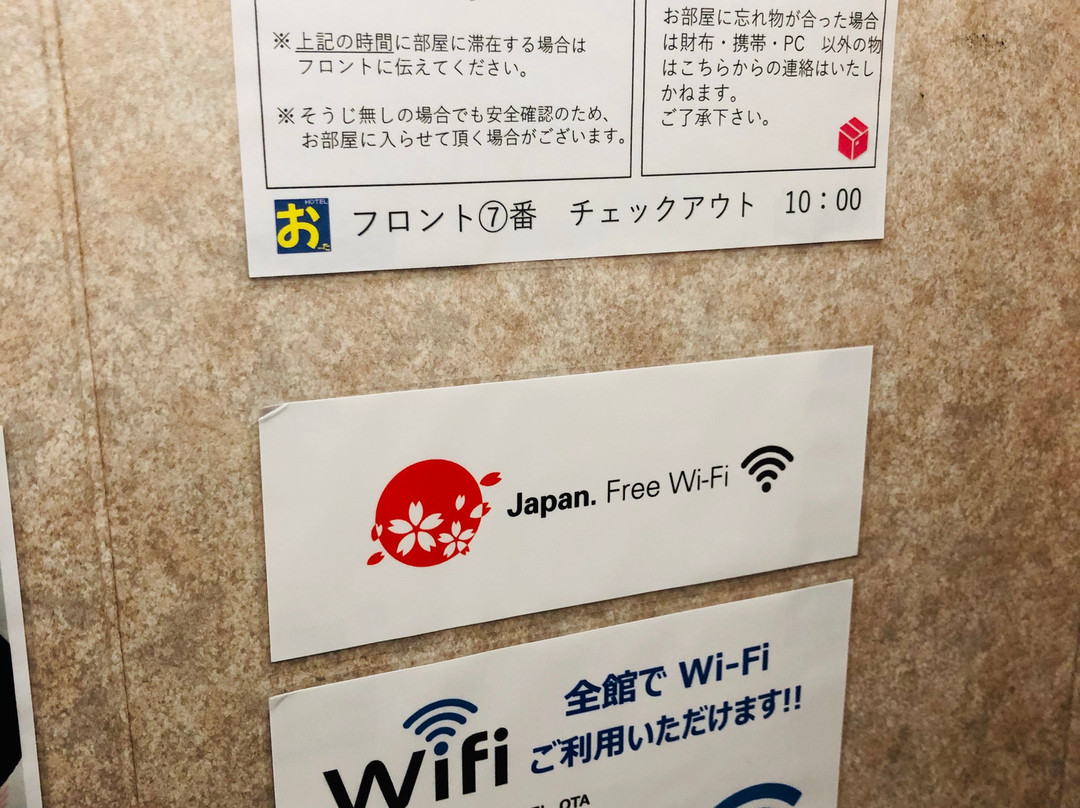 ※上記の時間に部屋に滞在する場合は
フロントに伝えてください。
※そうじ無しの場合でも安全確認のため、
お部屋に入らせて頂く場合がございます。
お部屋に忘れ物が合った場合
は財布・携帯・PC 以外の物
はこちらからの連絡はいたし
かねます。
ご了承下さい。
HOTEL
お
フロント⑦番 チェックアウト 10：00
Japan. Free Wi-Fi
Wifi
全館で Wi-Fi
ご利用いただけます!!
OTA